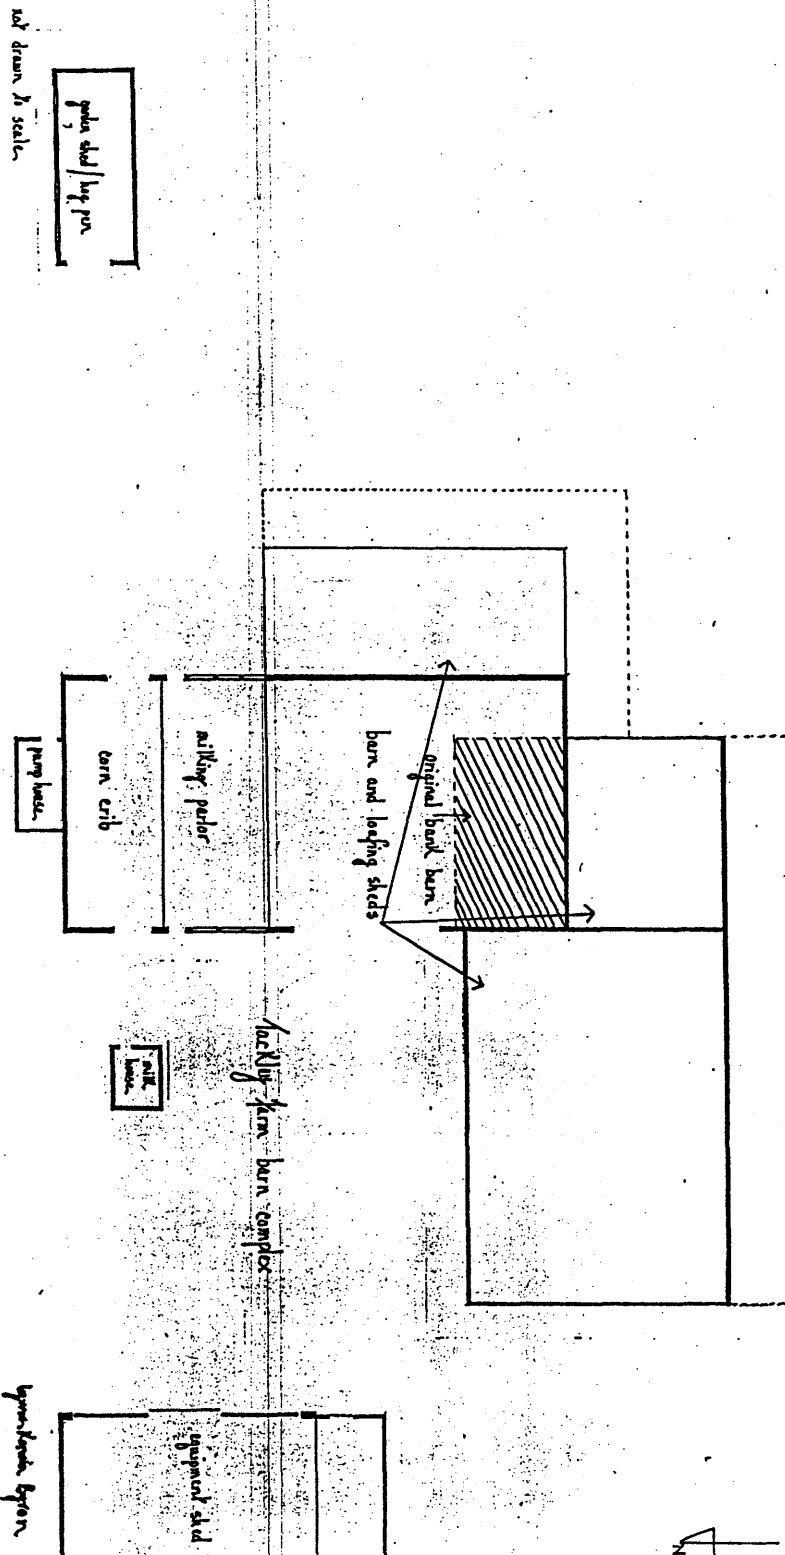 not drawn to scale
garden shed/hog pen
original bank barn
barn and loafing sheds
milking parlor
corn crib
pump house
milk
house
farm barn complex
equipment shed
byron
N